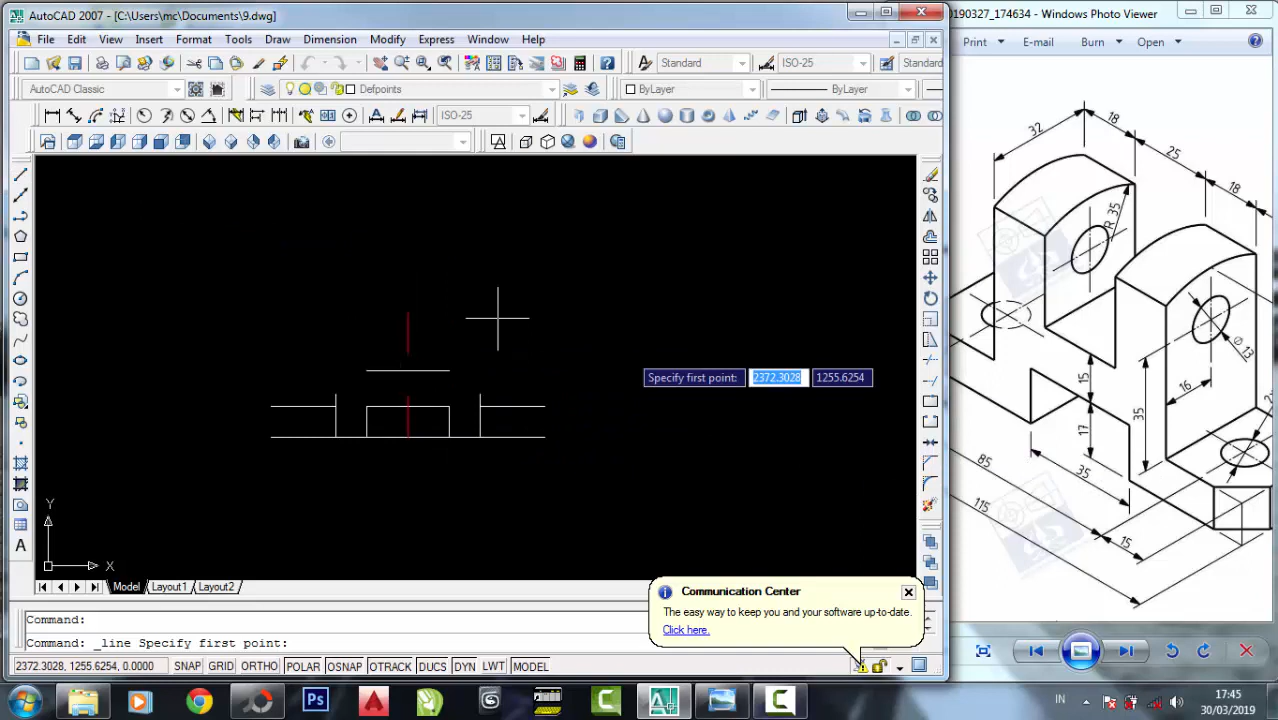 AutoCAD 2007 - [C:\Users\mc\Documents\9.dwg]
File Edit View Insert Format Tools Draw Dimension Modify Express Window Help
Standard ISO-25 Standard
AutoCAD Classic Defpoints ByLayer ByLayer
ISO-25
Specify first point: 2372.3028 1255.6254
Y
X
Model Layout1 Layout2
Communication Center
The easy way to keep you and your software up-to-date.
Click here.
Command:
Command: _line Specify first point:
2372.3028, 1255.6254, 0.0000 SNAP GRID ORTHO POLAR OSNAP OTRACK DUCS DYN LWT MODEL
0190327_174634 - Windows Photo Viewer
Print E-mail Burn Open
32
18
25
18
R 35
Ø 13
16
15
35
17
35
85
115
15
Ps
A
C
C
IN
17:45
30/03/2019